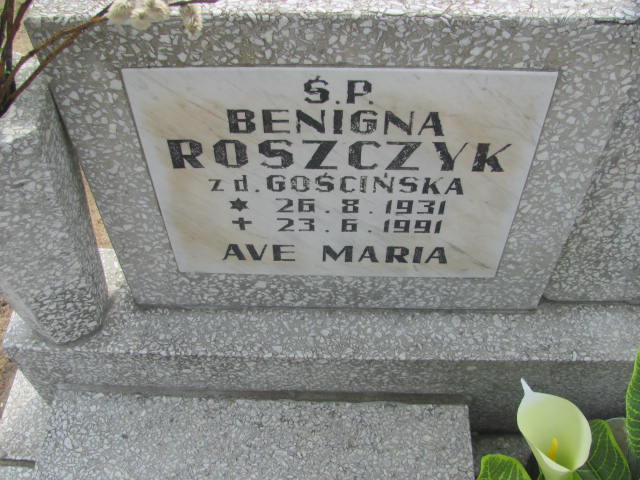 Ś.P.
BENIGNA
ROSZCZYK
z d. GOŚCIŃSKA
* 26. 8. 1931
+ 23. 6. 1991
AVE MARIA